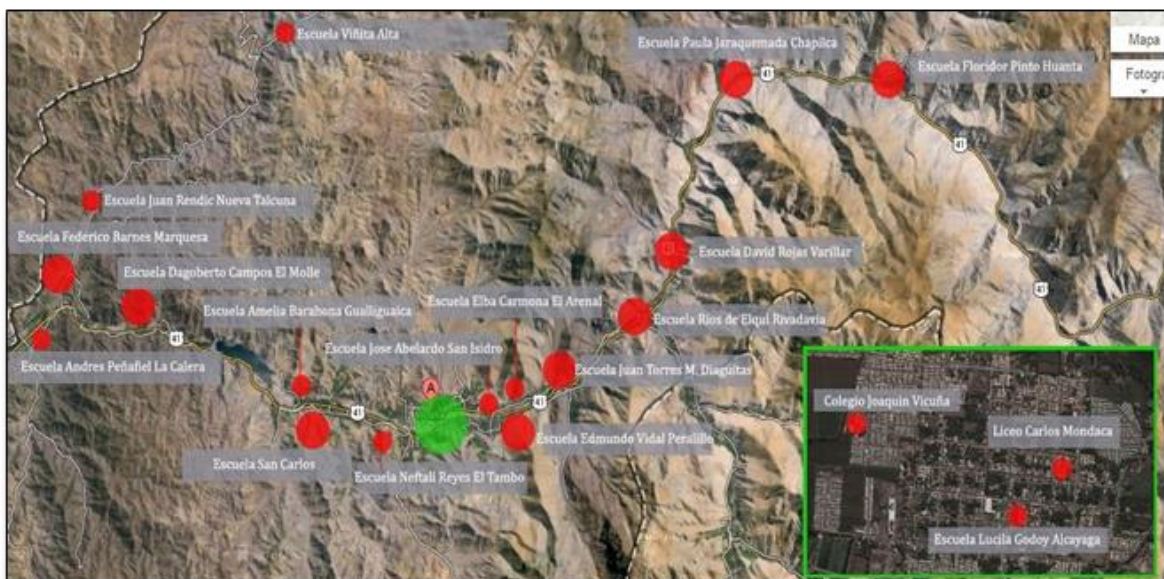 Escuela Viñita Alta
Escuela Paula Jaraquemada Chapilca
Mapa
Escuela Floridor Pinto Huanta
Fotogra
41
41
41
Escuela Juan Rendic Nueva Talcuna
Escuela Federico Barnes Marquesa
Escuela David Rojas Varillar
Escuela Dagoberto Campos El Molle
Escuela Elba Carmona El Arenal
Escuela Amelia Barahona Gualliguaica
Escuela Rios de Elqui Rivadavia
41
Escuela Jose Abelardo San Isidro
Escuela Andres Peñafiel La Calera
Escuela Juan Torres M. Diaguitas
A
41
41
Escuela Edmundo Vidal Peralillo
Escuela San Carlos
Escuela Neftali Reyes El Tambo
Colegio Joaquin Vicuña
Liceo Carlos Mondaca
Escuela Lucila Godoy Alcayaga